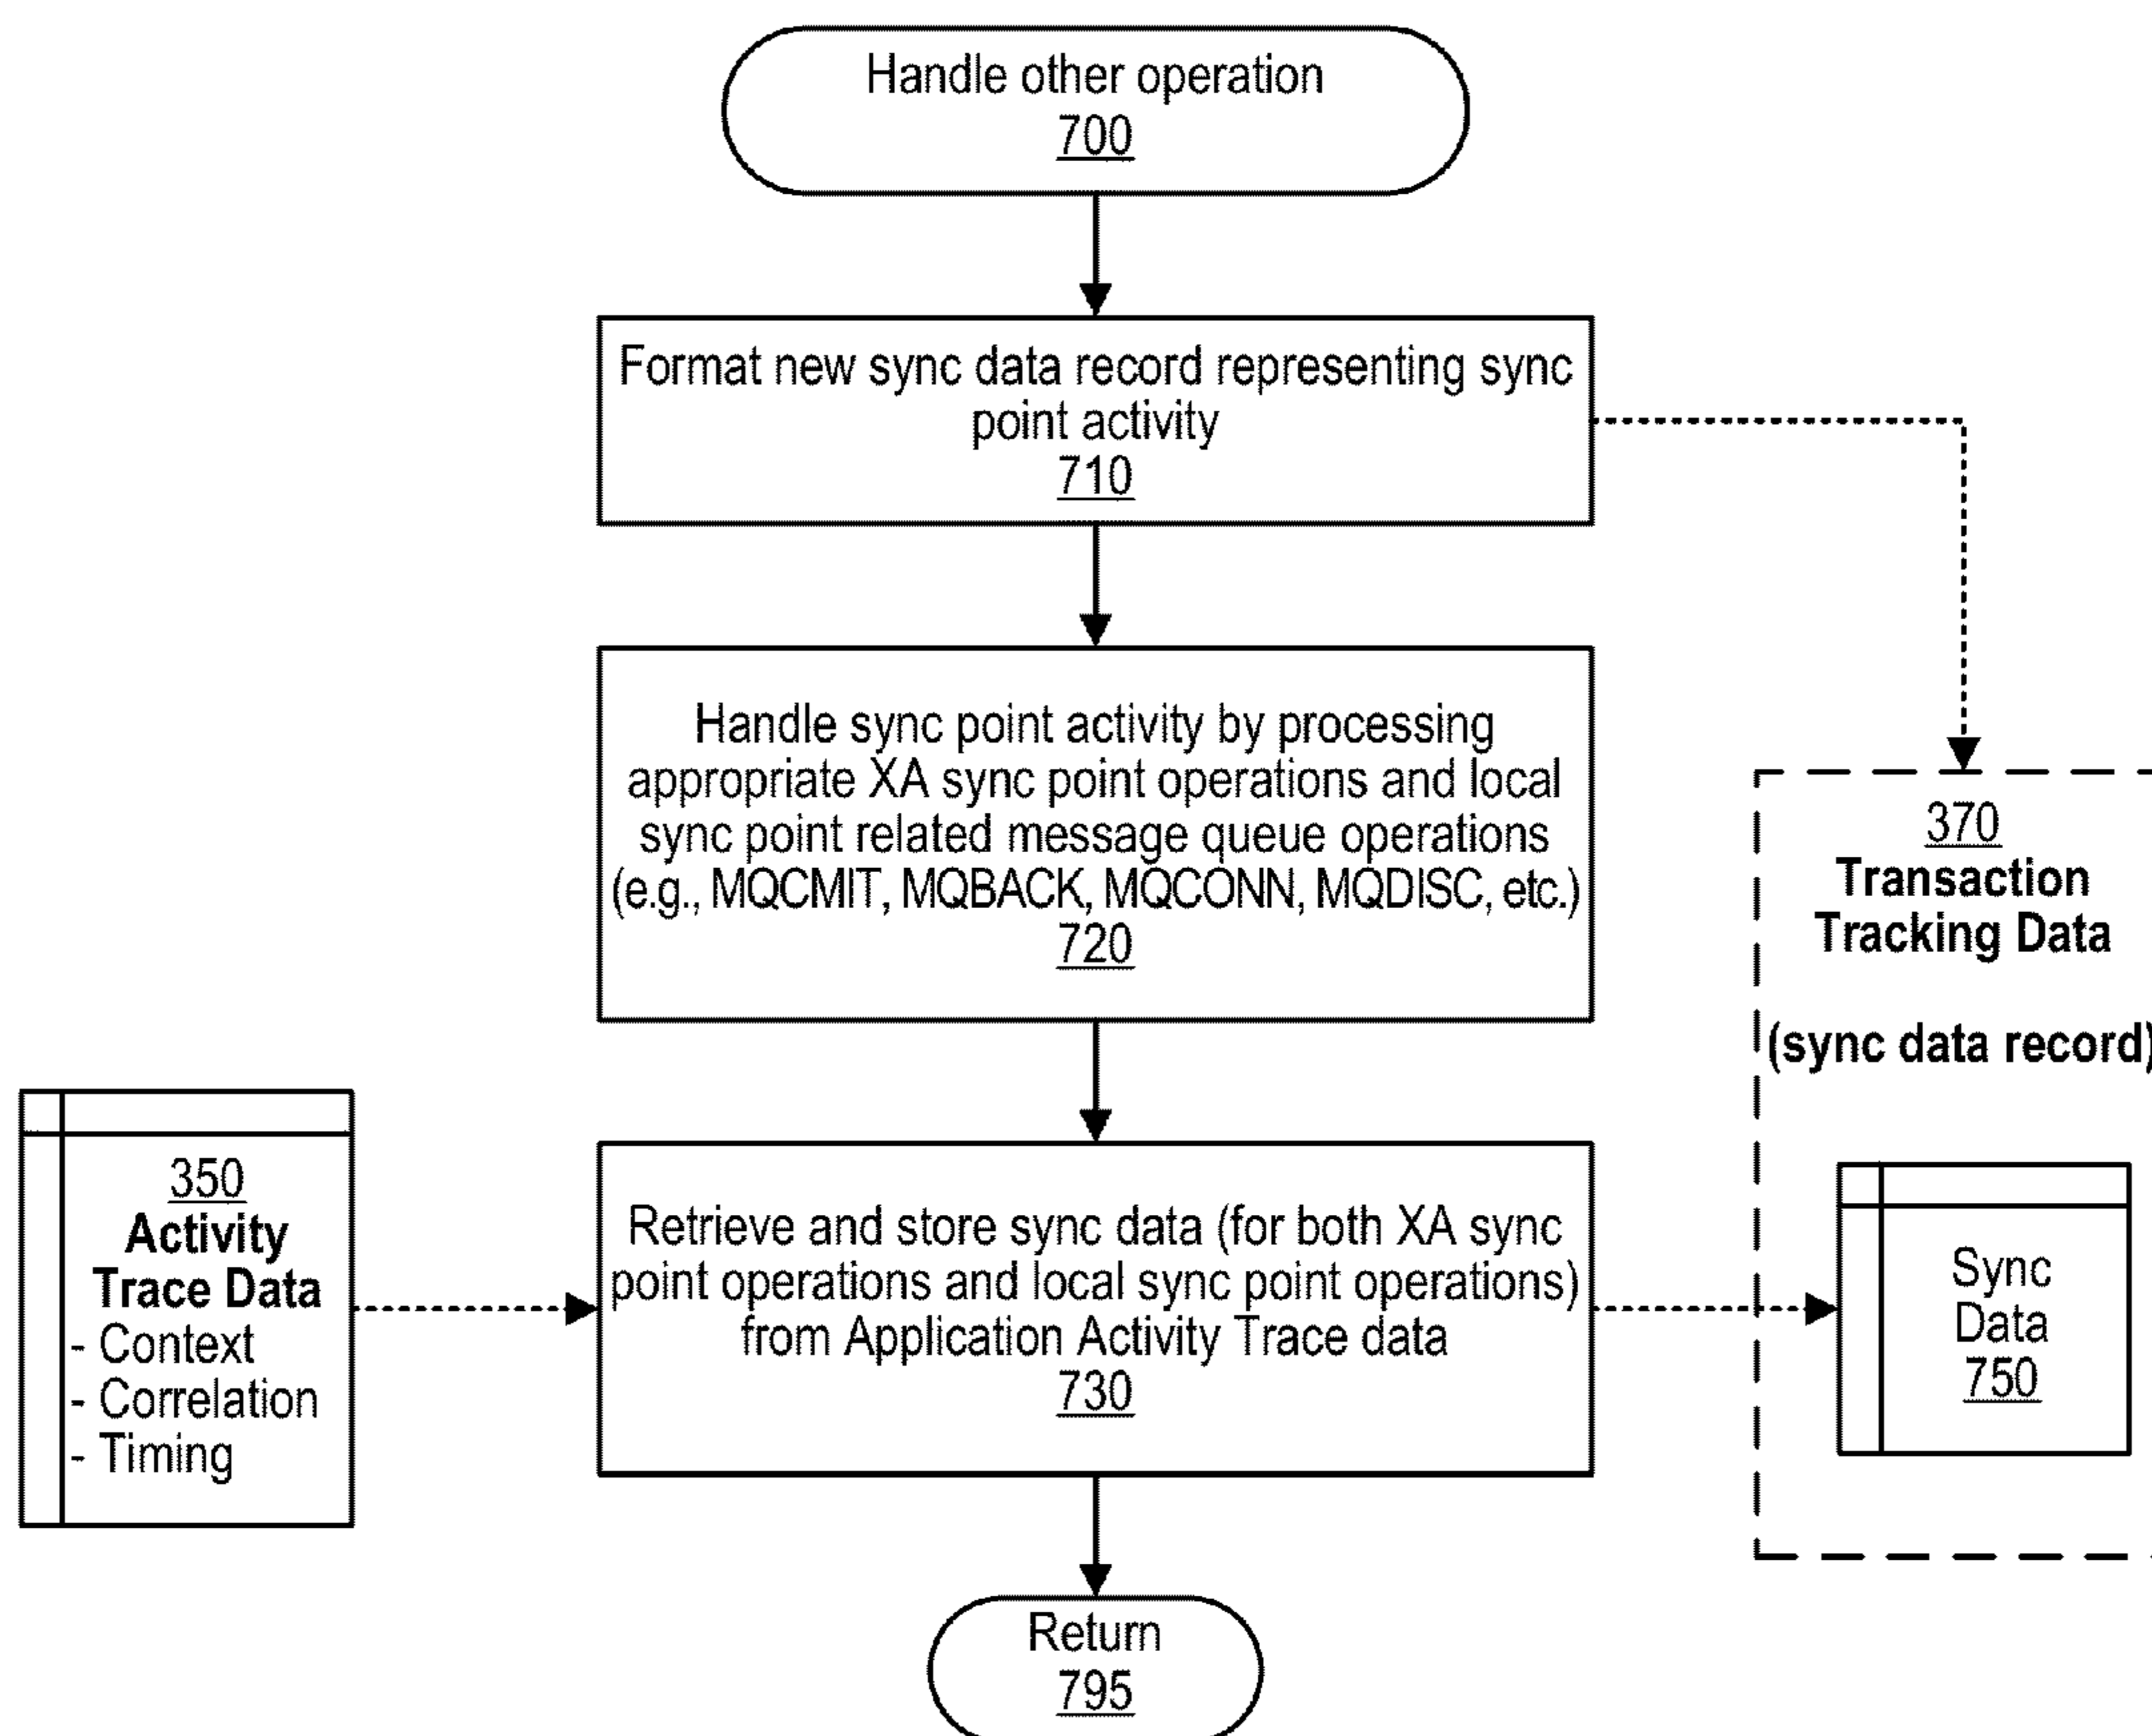 Handle other operation
700
Format new sync data record representing sync
point activity
710
Handle sync point activity by processing
appropriate XA sync point operations and local
sync point related message queue operations
(e.g., MQCMIT, MQBACK, MQCONN, MQDISC, etc.)
720
370
Transaction
Tracking Data
(sync data record)
350
Activity
Trace Data
- Context
- Correlation
- Timing
Retrieve and store sync data (for both XA sync
point operations and local sync point operations)
from Application Activity Trace data
730
Sync
Data
750
Return
795